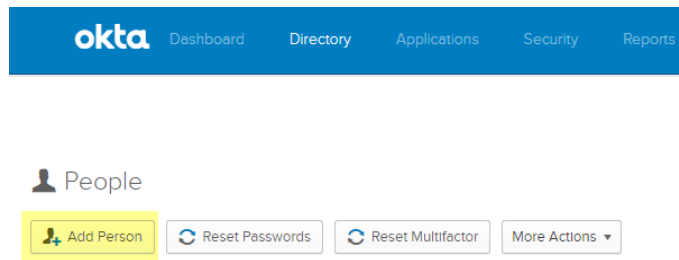 okta Dashboard Directory Applications Security Reports
People
Add Person Reset Passwords Reset Multifactor More Actions